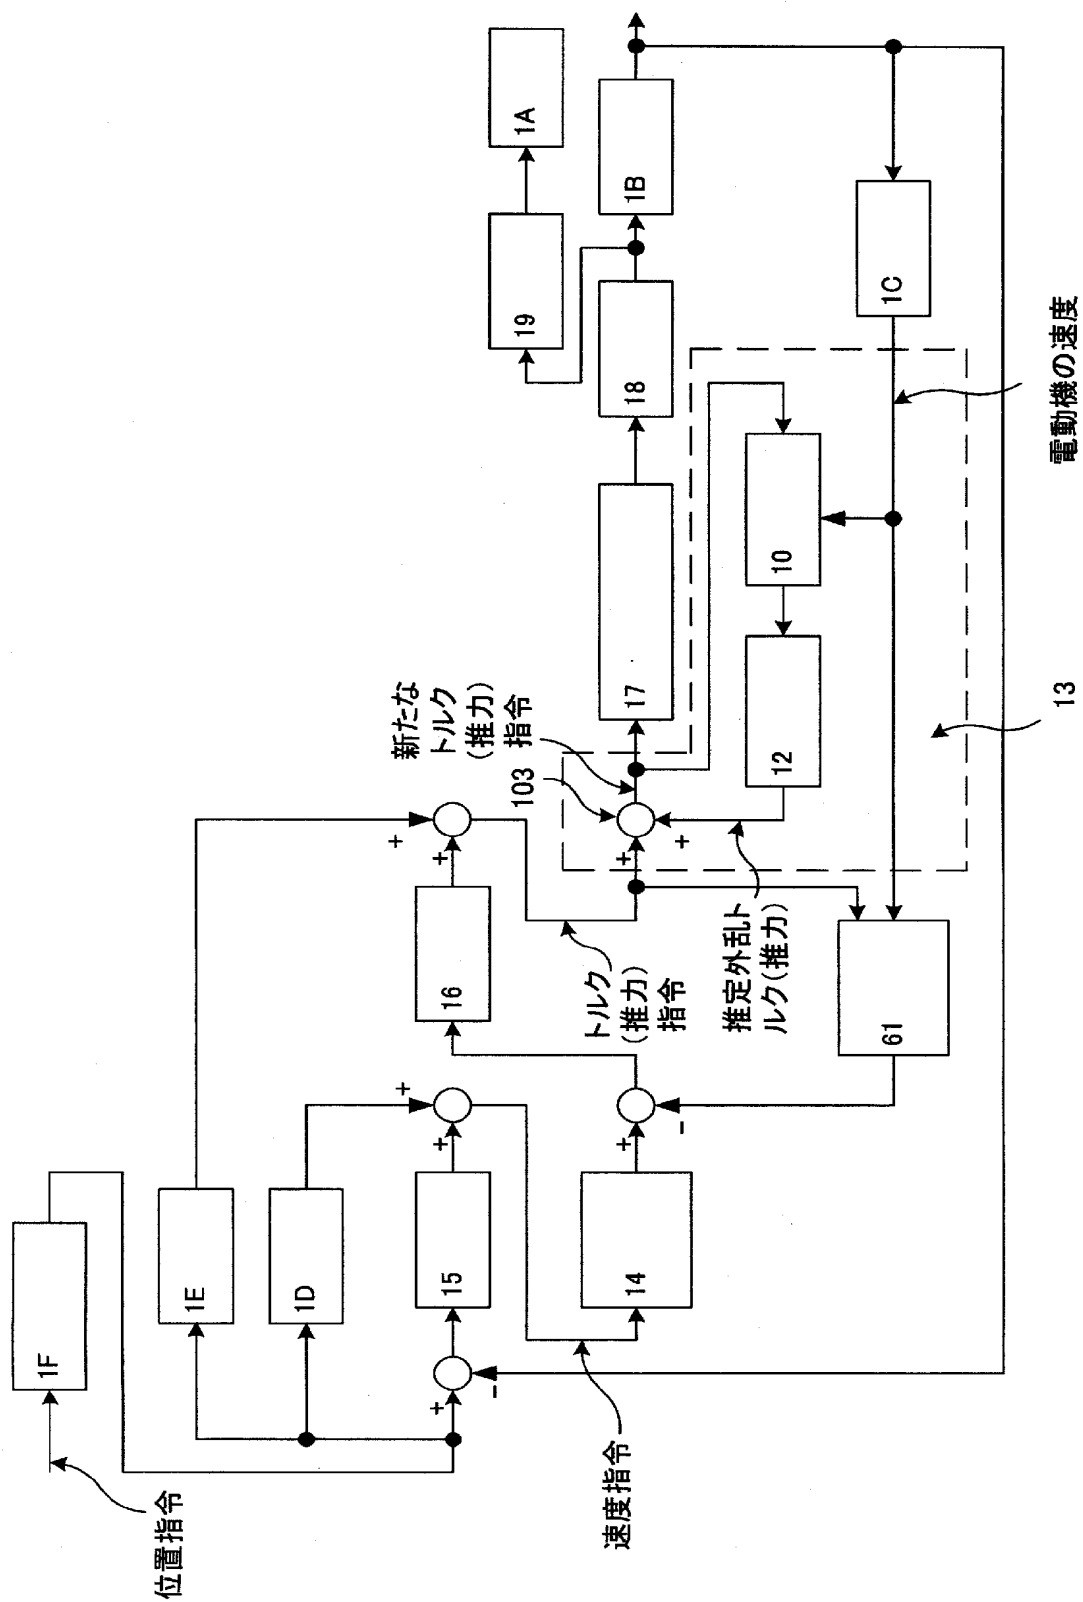 位置指令
1F
1E
1D
+
-
15
+
+
速度指令
14
+
-
16
+
+
トルク
(推力)
指令
61
推定外乱ト
ルク(推力)
+
+
103
新たな
トルク
(推力)
指令
17
12
10
13
18
19
1A
1B
1C
電動機の速度